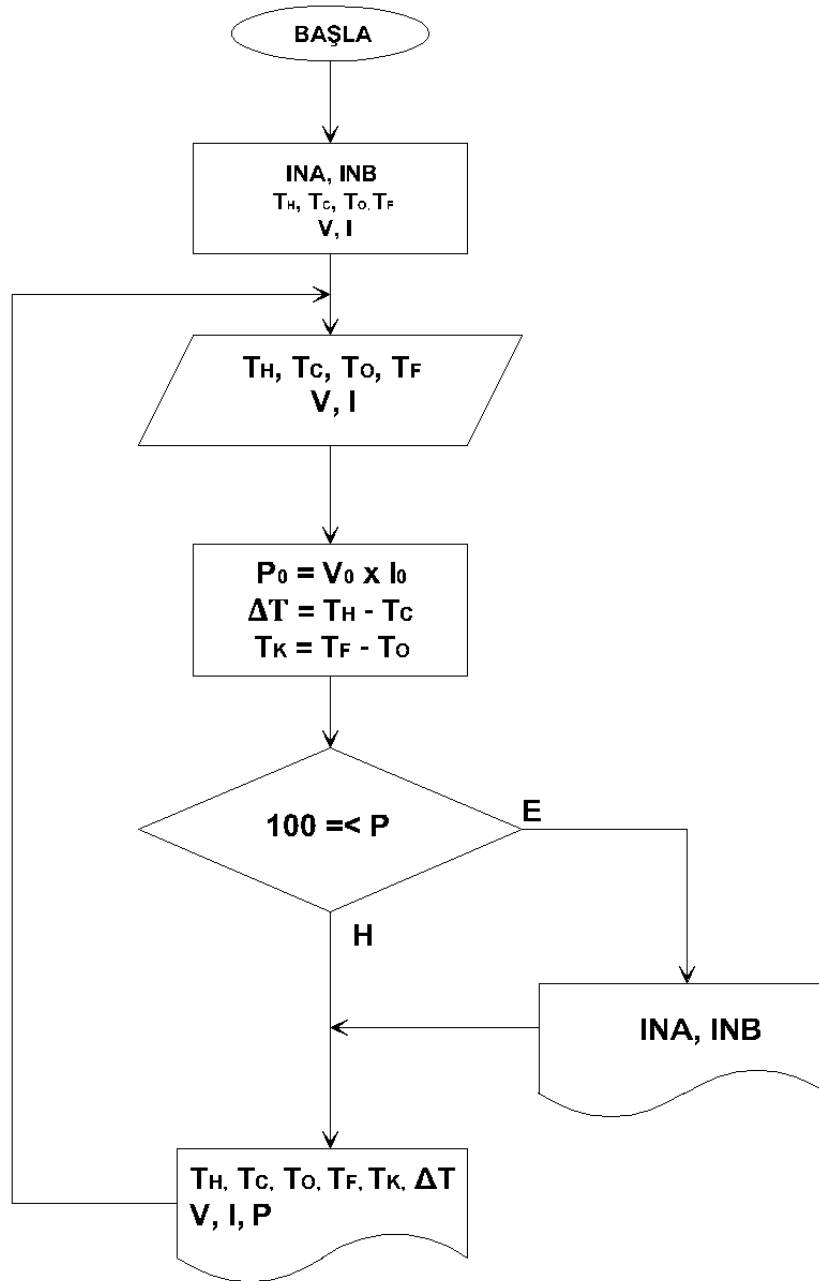 BAŞLA
INA, INB
TH, TC, TO, TF
V, I
TH, TC, TO, TF
V, I
P0 = V0 x I0
ΔT = TH - TC
TK = TF - TO
100 =< P
E
H
INA, INB
TH, TC, TO, TF, TK, ΔT
V, I, P